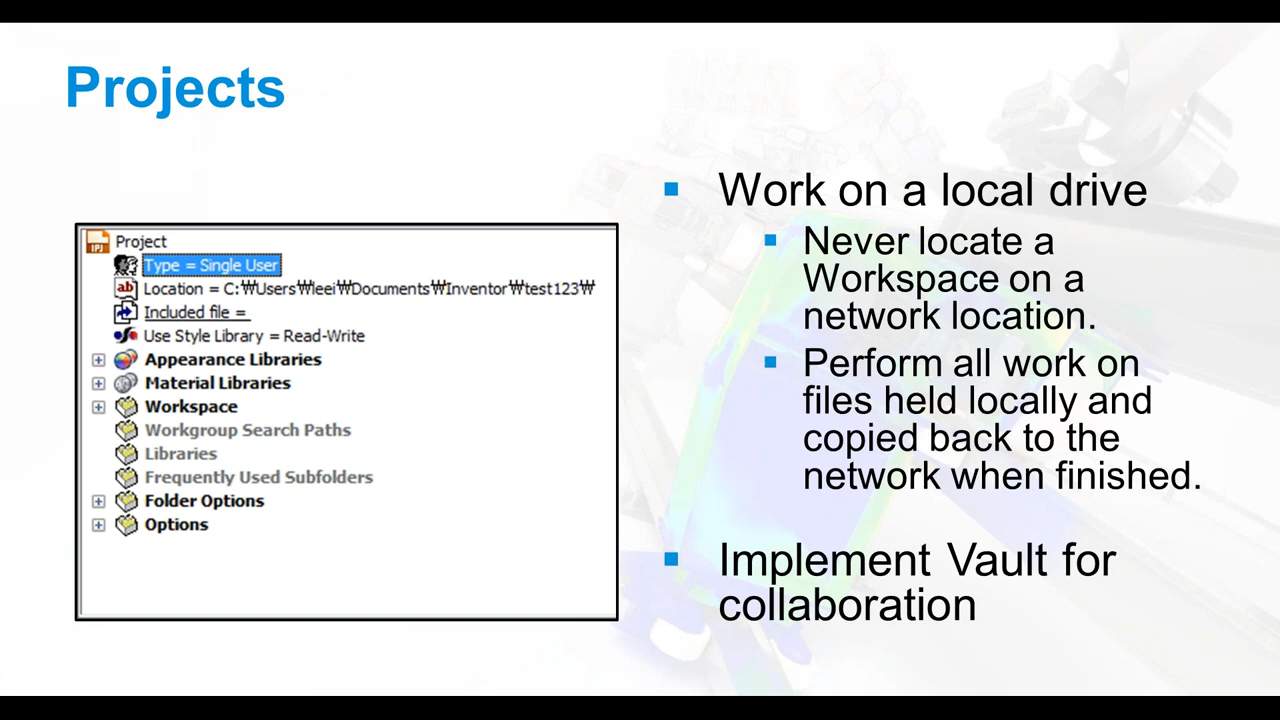 Projects
IPJ
Project
Type = Single User
ab
Location = C:₩Users₩leei₩Documents₩Inventor₩test123₩
Included file =
Use Style Library = Read-Write
Appearance Libraries
Material Libraries
Workspace
Workgroup Search Paths
Libraries
Frequently Used Subfolders
Folder Options
Options
Work on a local drive
Never locate a
Workspace on a
network location.
Perform all work on
files held locally and
copied back to the
network when finished.
Implement Vault for
collaboration